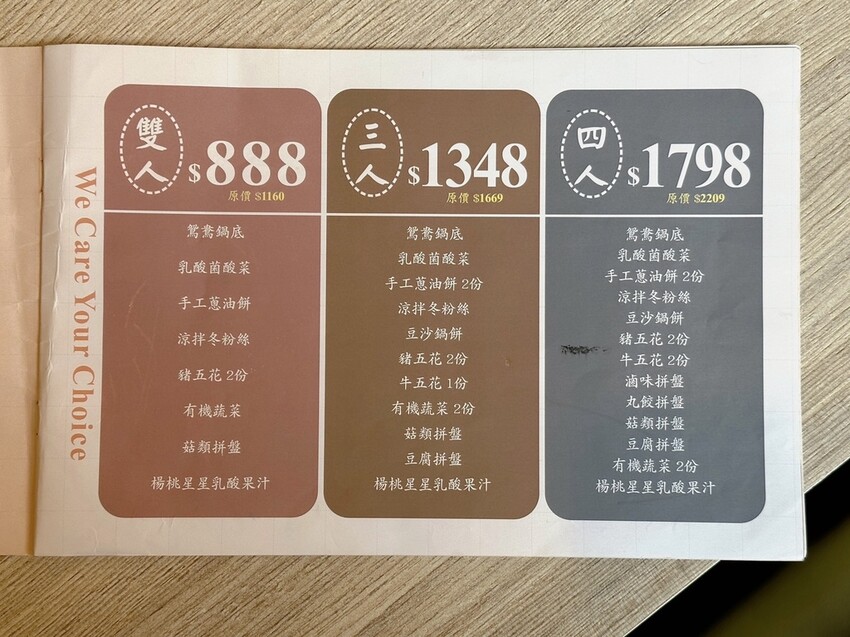 We Care Your Choice
雙人
$888
原價 $1160
鴛鴦鍋底
乳酸菌酸菜
手工蔥油餅
涼拌冬粉絲
豬五花 2份
有機蔬菜
菇類拼盤
楊桃星星乳酸果汁
三人
$1348
原價 $1669
鴛鴦鍋底
乳酸菌酸菜
手工蔥油餅 2份
涼拌冬粉絲
豆沙鍋餅
豬五花 2份
牛五花 1份
有機蔬菜 2份
菇類拼盤
豆腐拼盤
楊桃星星乳酸果汁
四人
$1798
原價 $2209
鴛鴦鍋底
乳酸菌酸菜
手工蔥油餅 2份
涼拌冬粉絲
豆沙鍋餅
豬五花 2份
牛五花 2份
滷味拼盤
丸餃拼盤
菇類拼盤
豆腐拼盤
有機蔬菜 2份
楊桃星星乳酸果汁